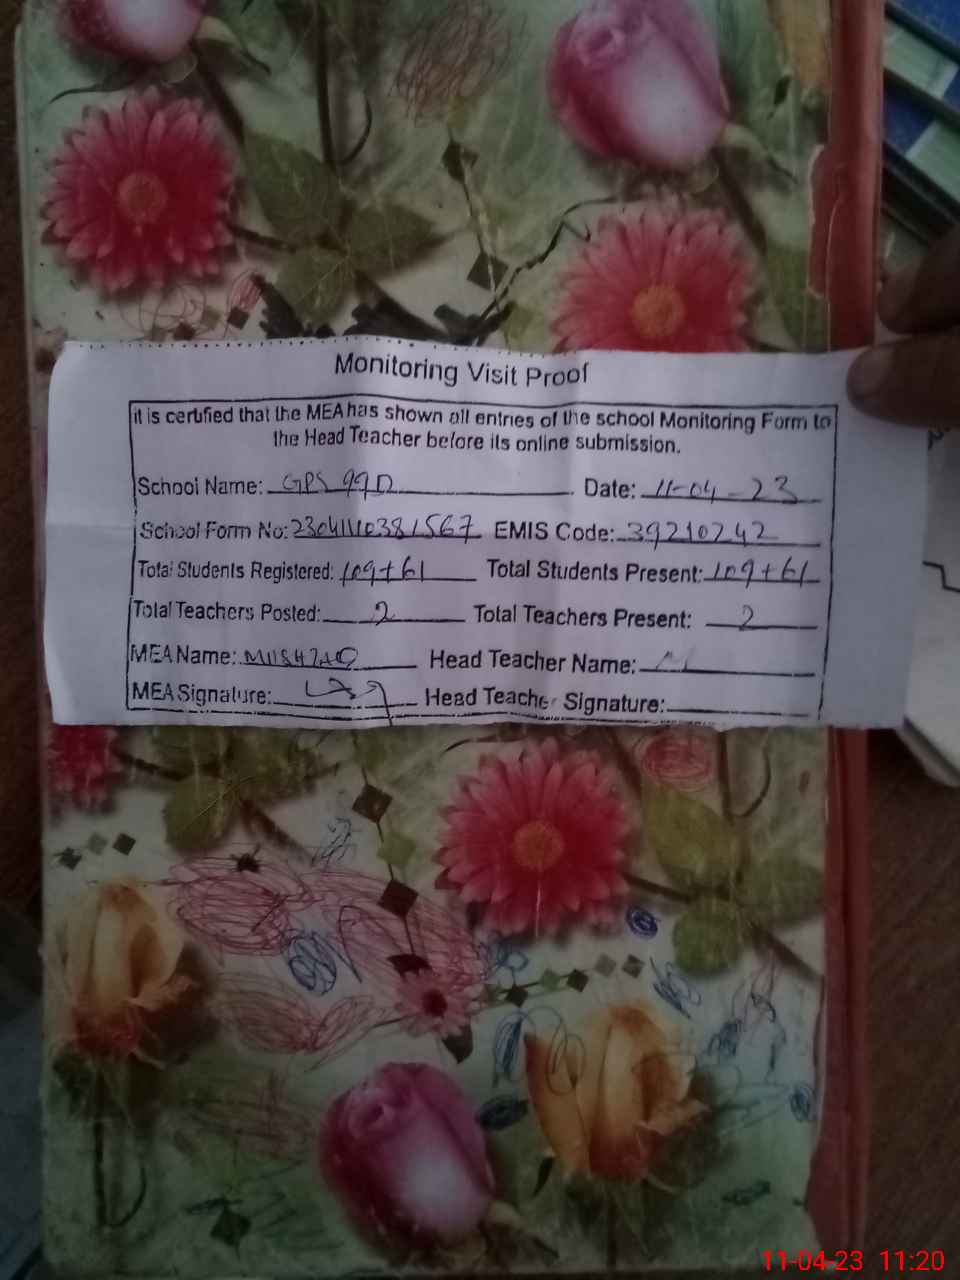 Monitoring Visit Proof
it is certified that the MEA has shown all entries of the school Monitoring Form to
the Head Teacher before its online submission.
School Name: GPS 99D Date: 11-04-23
School Form No: 23041110381567 EMIS Code: 39210242
Total Students Registered: 109+61 Total Students Present: 109+61
Total Teachers Posted: 2 Total Teachers Present: 2
MEA Name: MUSHTAQ Head Teacher Name:
MEA Signature: Head Teacher Signature:
11-04-23 11:20